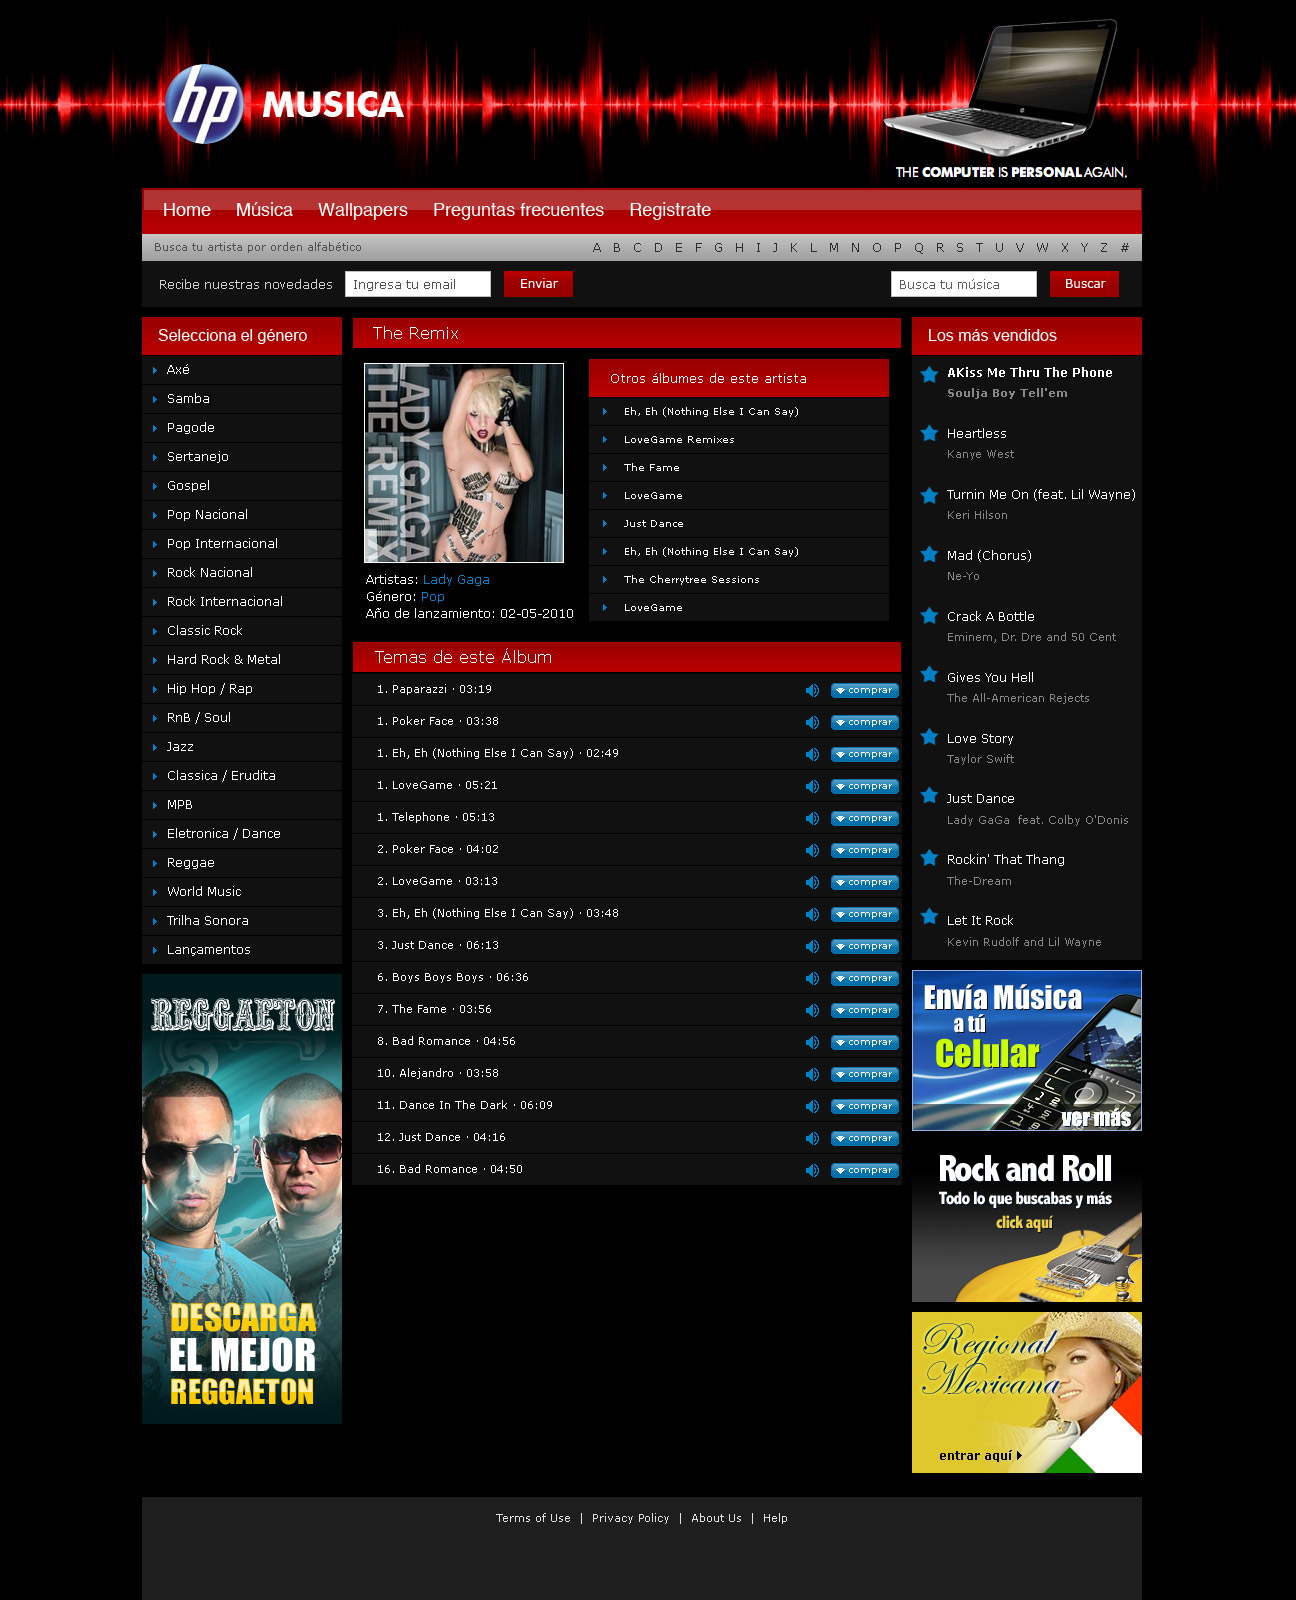 hp MUSICA
THE COMPUTER IS PERSONAL AGAIN.
Home Música Wallpapers Preguntas frecuentes Registrate
Busca tu artista por orden alfabético A B C D E F G H I J K L M N O P Q R S T U V W X Y Z #
Recibe nuestras novedades Ingresa tu email Enviar Busca tu música Buscar
Selecciona el género
Axé
Samba
Pagode
Sertanejo
Gospel
Pop Nacional
Pop Internacional
Rock Nacional
Rock Internacional
Classic Rock
Hard Rock & Metal
Hip Hop / Rap
RnB / Soul
Jazz
Classica / Erudita
MPB
Eletronica / Dance
Reggae
World Music
Trilha Sonora
Lançamentos
REGGAETON
DESCARGA
EL MEJOR
REGGAETON
The Remix
LADY GAGA
THE REMIX
Artistas: Lady Gaga
Género: Pop
Año de lanzamiento: 02-05-2010
Otros álbumes de este artista
Eh, Eh (Nothing Else I Can Say)
LoveGame Remixes
The Fame
LoveGame
Just Dance
Eh, Eh (Nothing Else I Can Say)
The Cherrytree Sessions
LoveGame
Temas de este Álbum
1. Paparazzi · 03:19 comprar
1. Poker Face · 03:38 comprar
1. Eh, Eh (Nothing Else I Can Say) · 02:49 comprar
1. LoveGame · 05:21 comprar
1. Telephone · 05:13 comprar
2. Poker Face · 04:02 comprar
2. LoveGame · 03:13 comprar
3. Eh, Eh (Nothing Else I Can Say) · 03:48 comprar
3. Just Dance · 06:13 comprar
6. Boys Boys Boys · 06:36 comprar
7. The Fame · 03:56 comprar
8. Bad Romance · 04:56 comprar
10. Alejandro · 03:58 comprar
11. Dance In The Dark · 06:09 comprar
12. Just Dance · 04:16 comprar
16. Bad Romance · 04:50 comprar
Los más vendidos
AKiss Me Thru The Phone
Soulja Boy Tell'em
Heartless
Kanye West
Turnin Me On (feat. Lil Wayne)
Keri Hilson
Mad (Chorus)
Ne-Yo
Crack A Bottle
Eminem, Dr. Dre and 50 Cent
Gives You Hell
The All-American Rejects
Love Story
Taylor Swift
Just Dance
Lady GaGa feat. Colby O'Donis
Rockin' That Thang
The-Dream
Let It Rock
Kevin Rudolf and Lil Wayne
Envía Música
a tú
Celular
ALCATEL
ver más
Rock and Roll
Todo lo que buscabas y más
click aquí
Regional
Mexicana
entrar aquí
Terms of Use | Privacy Policy | About Us | Help